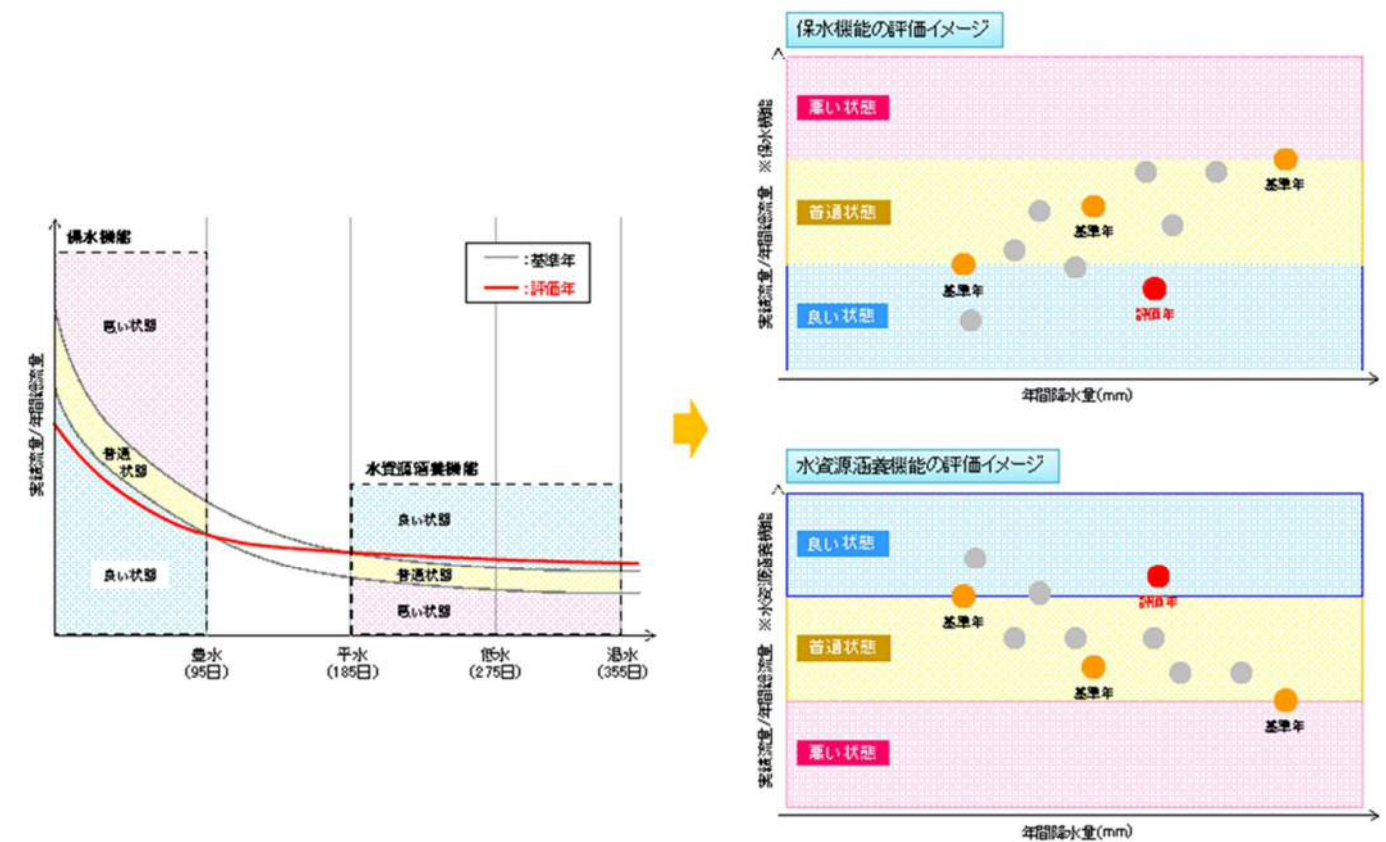 保水機能
実績流量/年間総流量
悪い状態
普通
状態
良い状態
:基準年
:評価年
水資源涵養機能
良い状態
普通状態
悪い状態
豊水
(95日)
平水
(185日)
低水
(275日)
渇水
(355日)
保水機能の評価イメージ
実績流量/年間総流量 ※保水機能
悪い状態
普通状態
良い状態
基準年
基準年
基準年
評価年
年間降水量(mm)
水資源涵養機能の評価イメージ
実績流量/年間総流量 ※水資源涵養機能
良い状態
普通状態
悪い状態
基準年
評価年
基準年
基準年
年間降水量(mm)